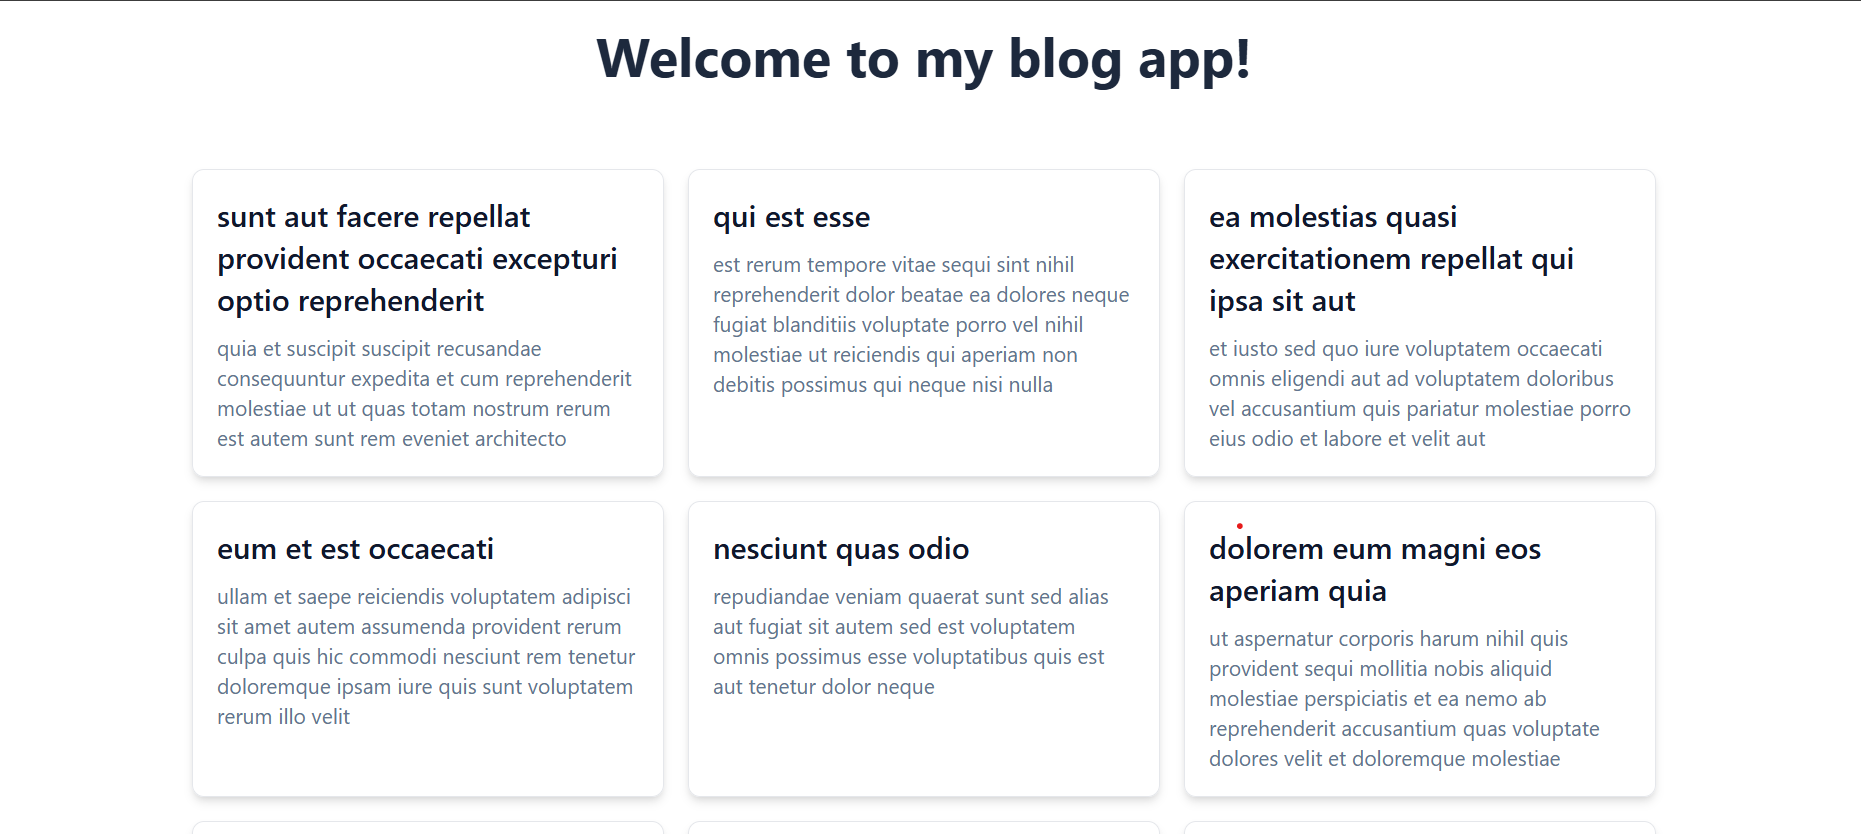 Welcome to my blog app!
sunt aut facere repellat
provident occaecati excepturi
optio reprehenderit
quia et suscipit suscipit recusandae
consequuntur expedita et cum reprehenderit
molestiae ut ut quas totam nostrum rerum
est autem sunt rem eveniet architecto
qui est esse
est rerum tempore vitae sequi sint nihil
reprehenderit dolor beatae ea dolores neque
fugiat blanditiis voluptate porro vel nihil
molestiae ut reiciendis qui aperiam non
debitis possimus qui neque nisi nulla
ea molestias quasi
exercitationem repellat qui
ipsa sit aut
et iusto sed quo iure voluptatem occaecati
omnis eligendi aut ad voluptatem doloribus
vel accusantium quis pariatur molestiae porro
eius odio et labore et velit aut
eum et est occaecati
ullam et saepe reiciendis voluptatem adipisci
sit amet autem assumenda provident rerum
culpa quis hic commodi nesciunt rem tenetur
doloremque ipsam iure quis sunt voluptatem
rerum illo velit
nesciunt quas odio
repudiandae veniam quaerat sunt sed alias
aut fugiat sit autem sed est voluptatem
omnis possimus esse voluptatibus quis est
aut tenetur dolor neque
dolorem eum magni eos
aperiam quia
ut aspernatur corporis harum nihil quis
provident sequi mollitia nobis aliquid
molestiae perspiciatis et ea nemo ab
reprehenderit accusantium quas voluptate
dolores velit et doloremque molestiae